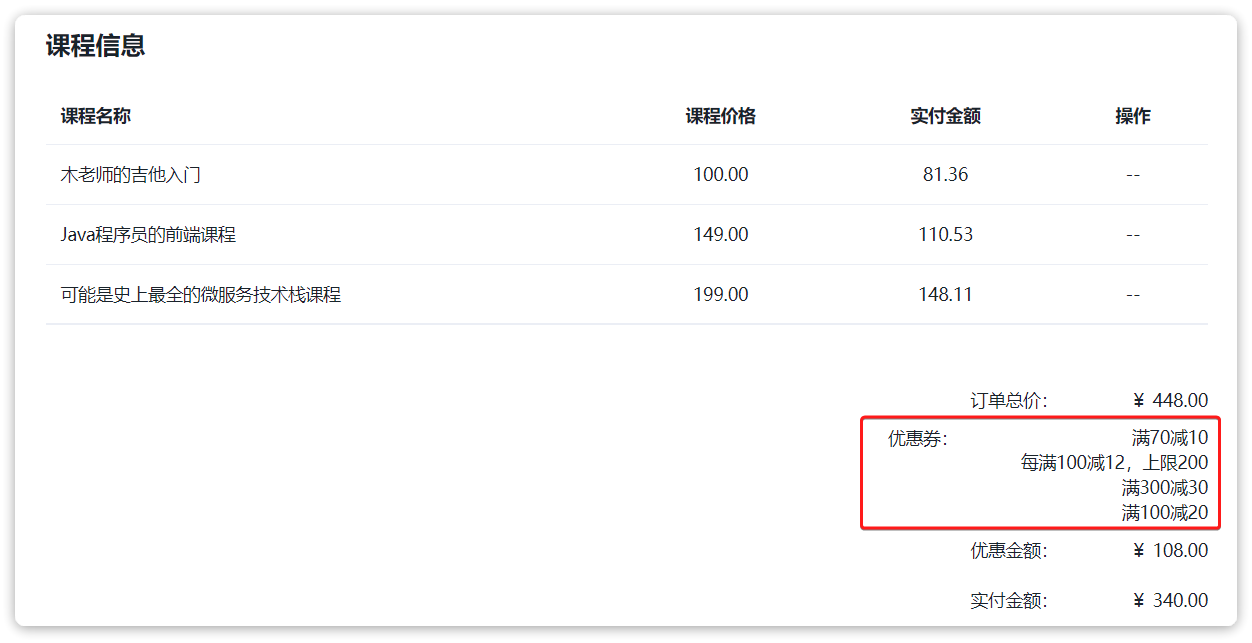 课程信息
课程名称 课程价格 实付金额 操作
木老师的吉他入门 100.00 81.36 --
Java程序员的前端课程 149.00 110.53 --
可能是史上最全的微服务技术栈课程 199.00 148.11 --
订单总价： ¥ 448.00
优惠券： 满70减10
每满100减12，上限200
满300减30
满100减20
优惠金额： ¥ 108.00
实付金额： ¥ 340.00